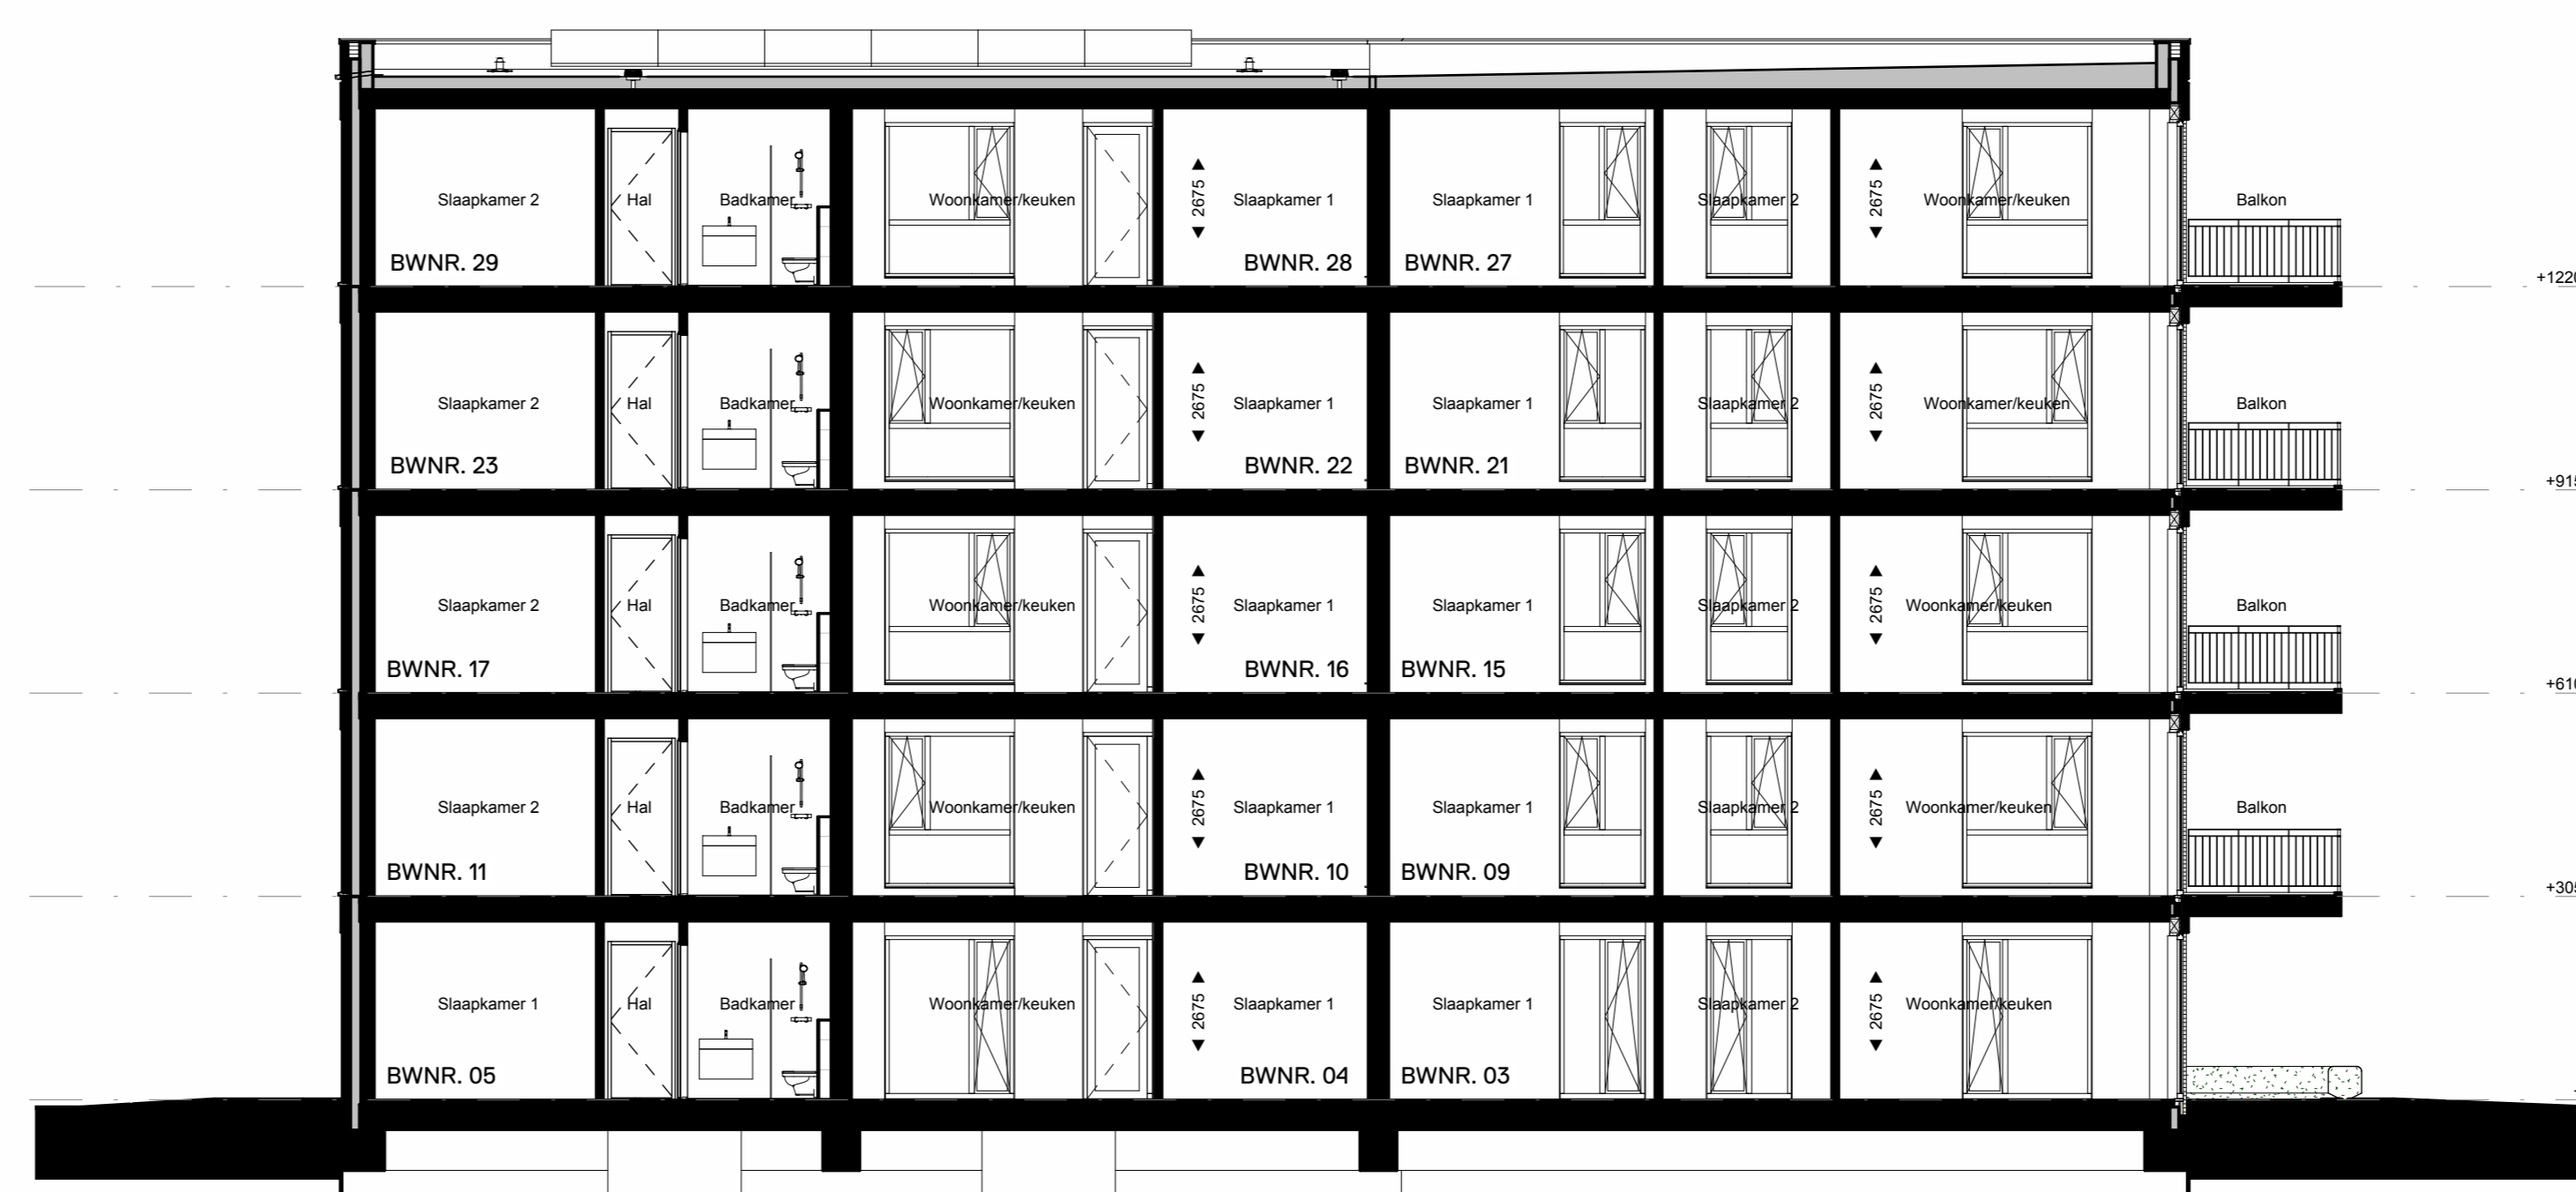 Slaapkamer 2 Hal Badkamer Woonkamer/keuken 2675 Slaapkamer 1 Slaapkamer 1 Slaapkamer 2 2675 Woonkamer/keuken Balkon
BWNR. 29 BWNR. 28 BWNR. 27
+1220
Slaapkamer 2 Hal Badkamer Woonkamer/keuken 2675 Slaapkamer 1 Slaapkamer 1 Slaapkamer 2 2675 Woonkamer/keuken Balkon
BWNR. 23 BWNR. 22 BWNR. 21
+915
Slaapkamer 2 Hal Badkamer Woonkamer/keuken 2675 Slaapkamer 1 Slaapkamer 1 Slaapkamer 2 2675 Woonkamer/keuken Balkon
BWNR. 17 BWNR. 16 BWNR. 15
+610
Slaapkamer 2 Hal Badkamer Woonkamer/keuken 2675 Slaapkamer 1 Slaapkamer 1 Slaapkamer 2 2675 Woonkamer/keuken Balkon
BWNR. 11 BWNR. 10 BWNR. 09
+305
Slaapkamer 1 Hal Badkamer Woonkamer/keuken 2675 Slaapkamer 1 Slaapkamer 1 Slaapkamer 2 2675 Woonkamer/keuken
BWNR. 05 BWNR. 04 BWNR. 03